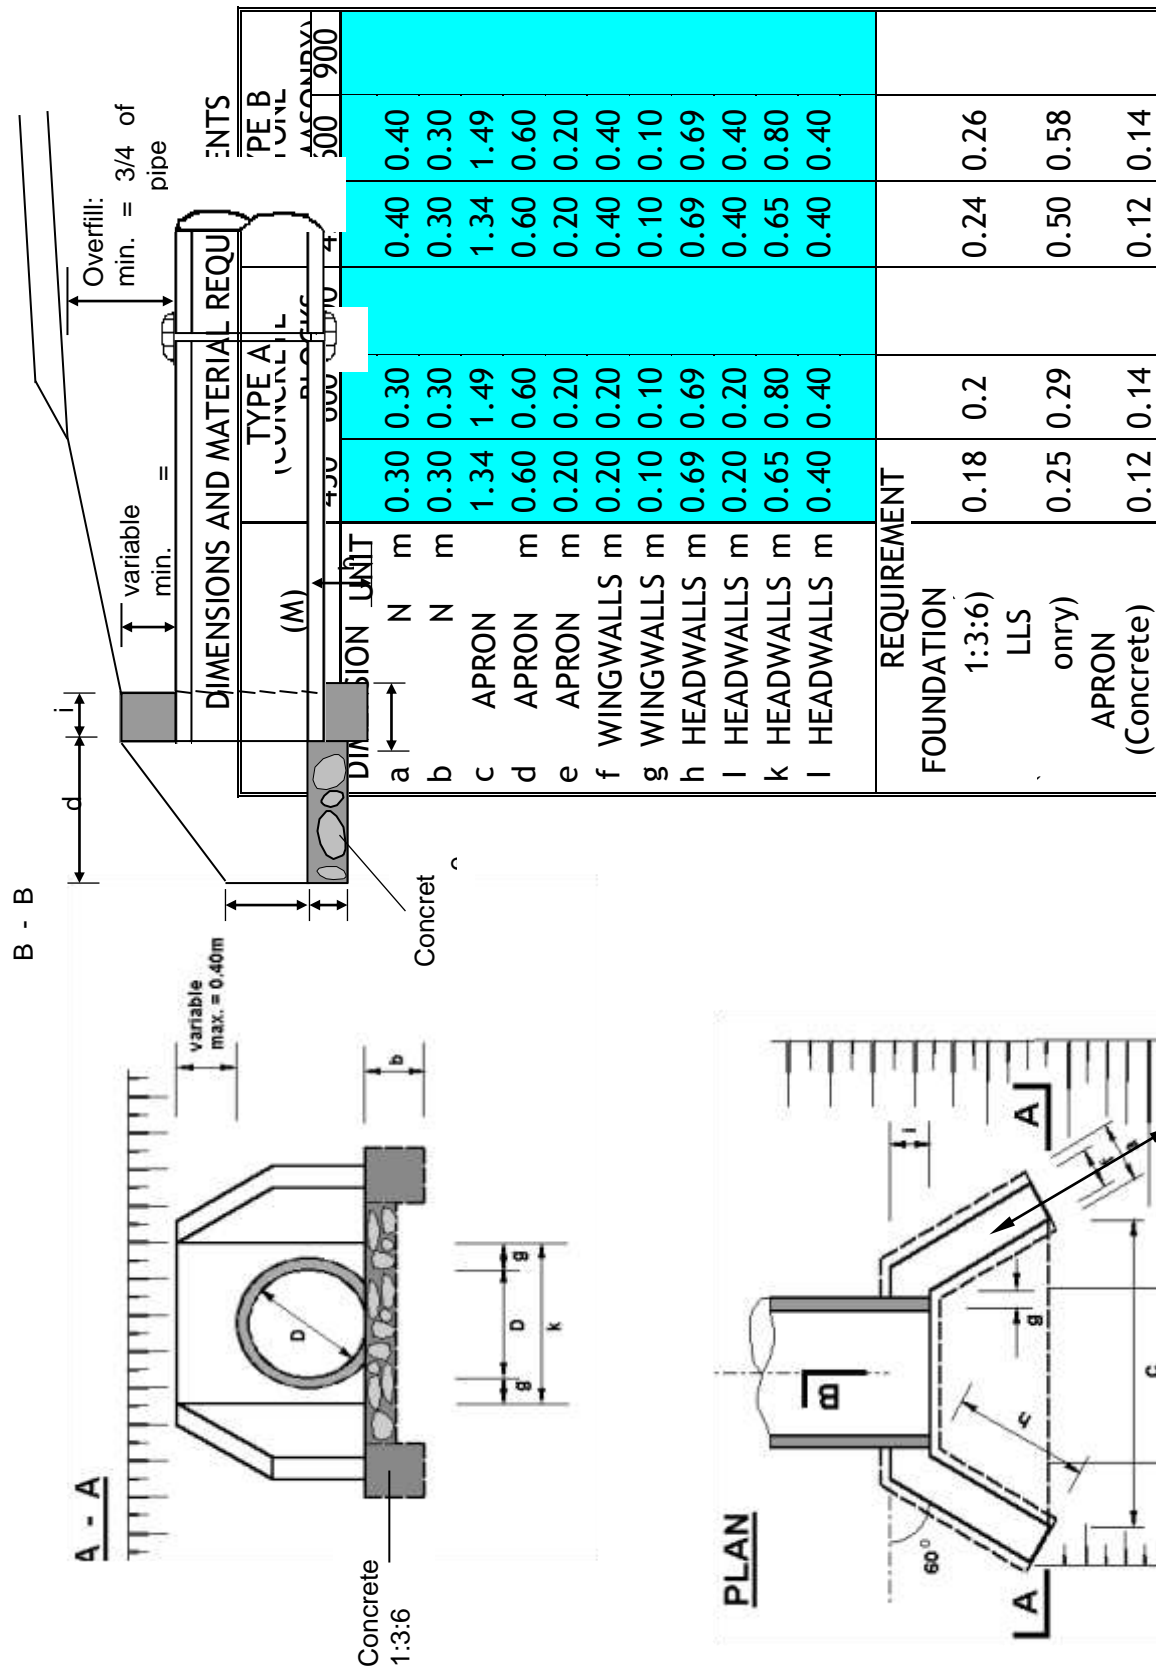 B - B
Overfill:
min. = 3/4 of
pipe
variable
min. =
d
i
h
Concret
DIMENSIONS AND MATERIAL REQU
ENTS
(M)
TYPE A
YPE B
450 600
900
UNIT
a N m 0.30 0.30 0.40 0.40
b N m 0.30 0.30 0.30 0.30
c APRON 1.34 1.49 1.34 1.49
d APRON m 0.60 0.60 0.60 0.60
e APRON m 0.20 0.20 0.20 0.20
f WINGWALLS m 0.20 0.20 0.40 0.40
g WINGWALLS m 0.10 0.10 0.10 0.10
h HEADWALLS m 0.69 0.69 0.69 0.69
I HEADWALLS m 0.20 0.20 0.40 0.40
k HEADWALLS m 0.65 0.80 0.65 0.80
l HEADWALLS m 0.40 0.40 0.40 0.40
REQUIREMENT
FOUNDATION
1:3:6) 0.18 0.2 0.24 0.26
LLS
onry) 0.25 0.29 0.50 0.58
APRON
(Concrete) 0.12 0.14 0.12 0.14
A - A
variable
max. = 0.40m
b
D
g D g
k
Concrete
1:3:6
PLAN
A A
B
60°
i
g
h
f
a
c